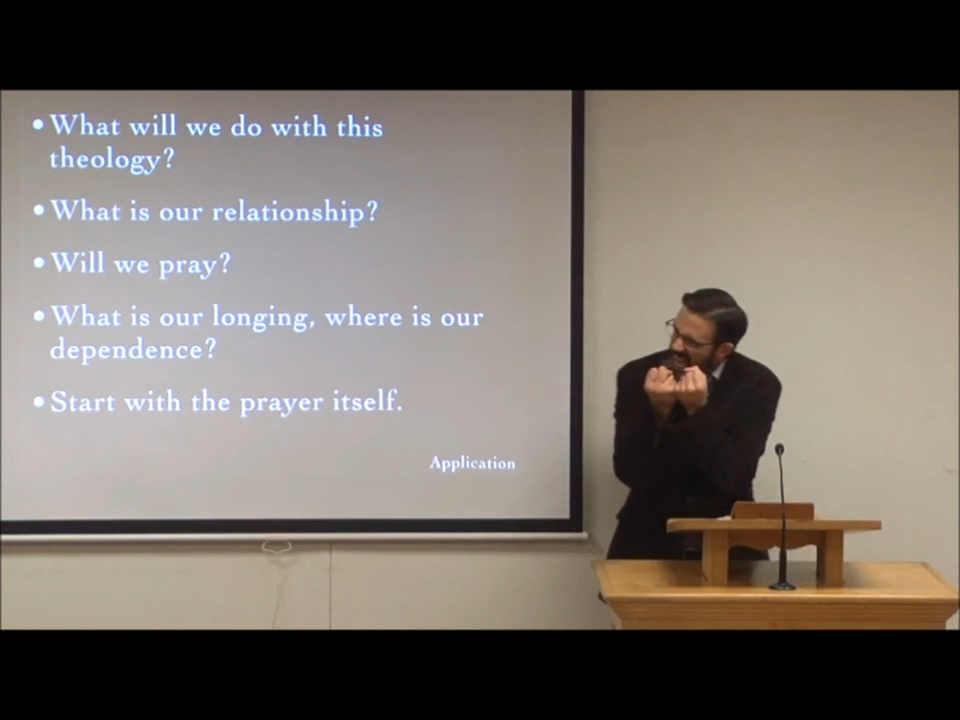 • What will we do with this
theology?
• What is our relationship?
• Will we pray?
• What is our longing, where is our
dependence?
• Start with the prayer itself.
Application